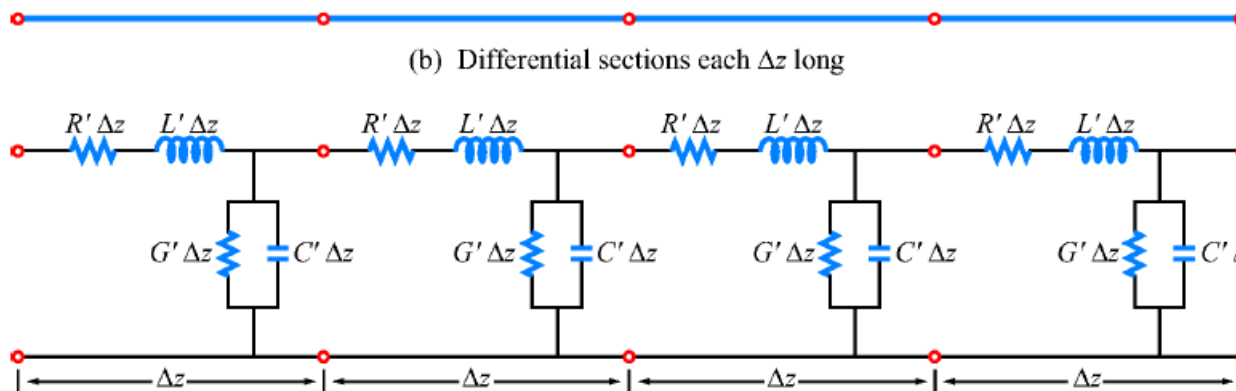 (b) Differential sections each Δz long
R′ Δz L′ Δz R′ Δz L′ Δz R′ Δz L′ Δz R′ Δz L′ Δz
G′ Δz C′ Δz G′ Δz C′ Δz G′ Δz C′ Δz G′ Δz C′
Δz Δz Δz Δz